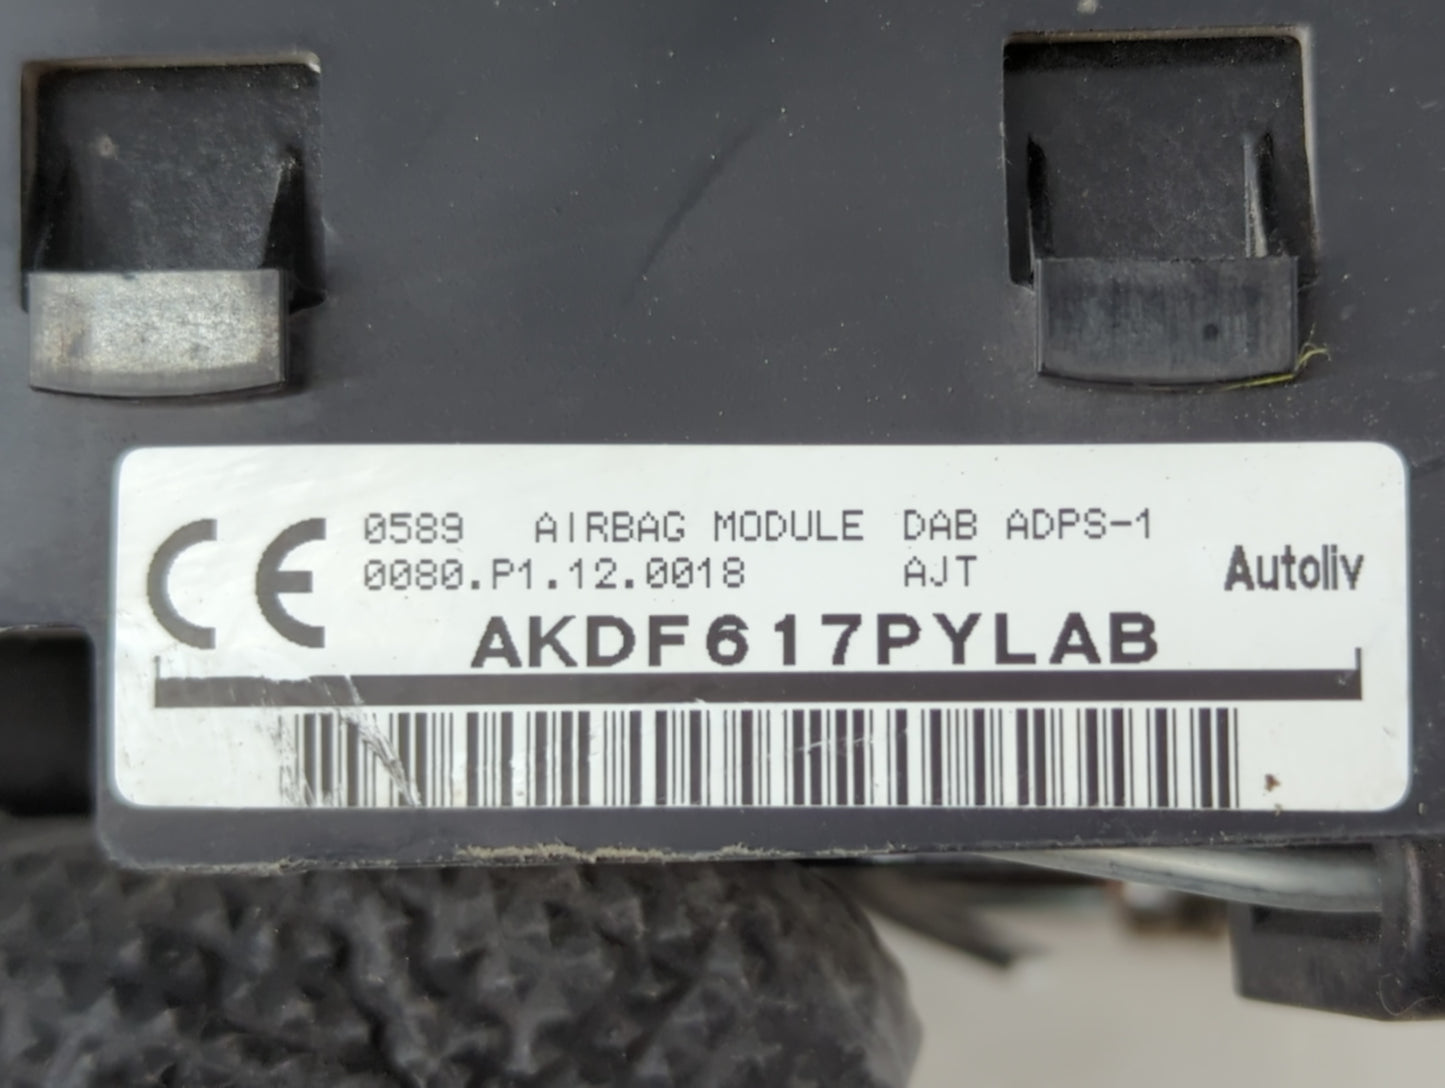 CE 0589 AIRBAG MODULE DAB ADPS-1
0080.P1.12.0018 AJT
Autoliv
AKDF617PYLAB